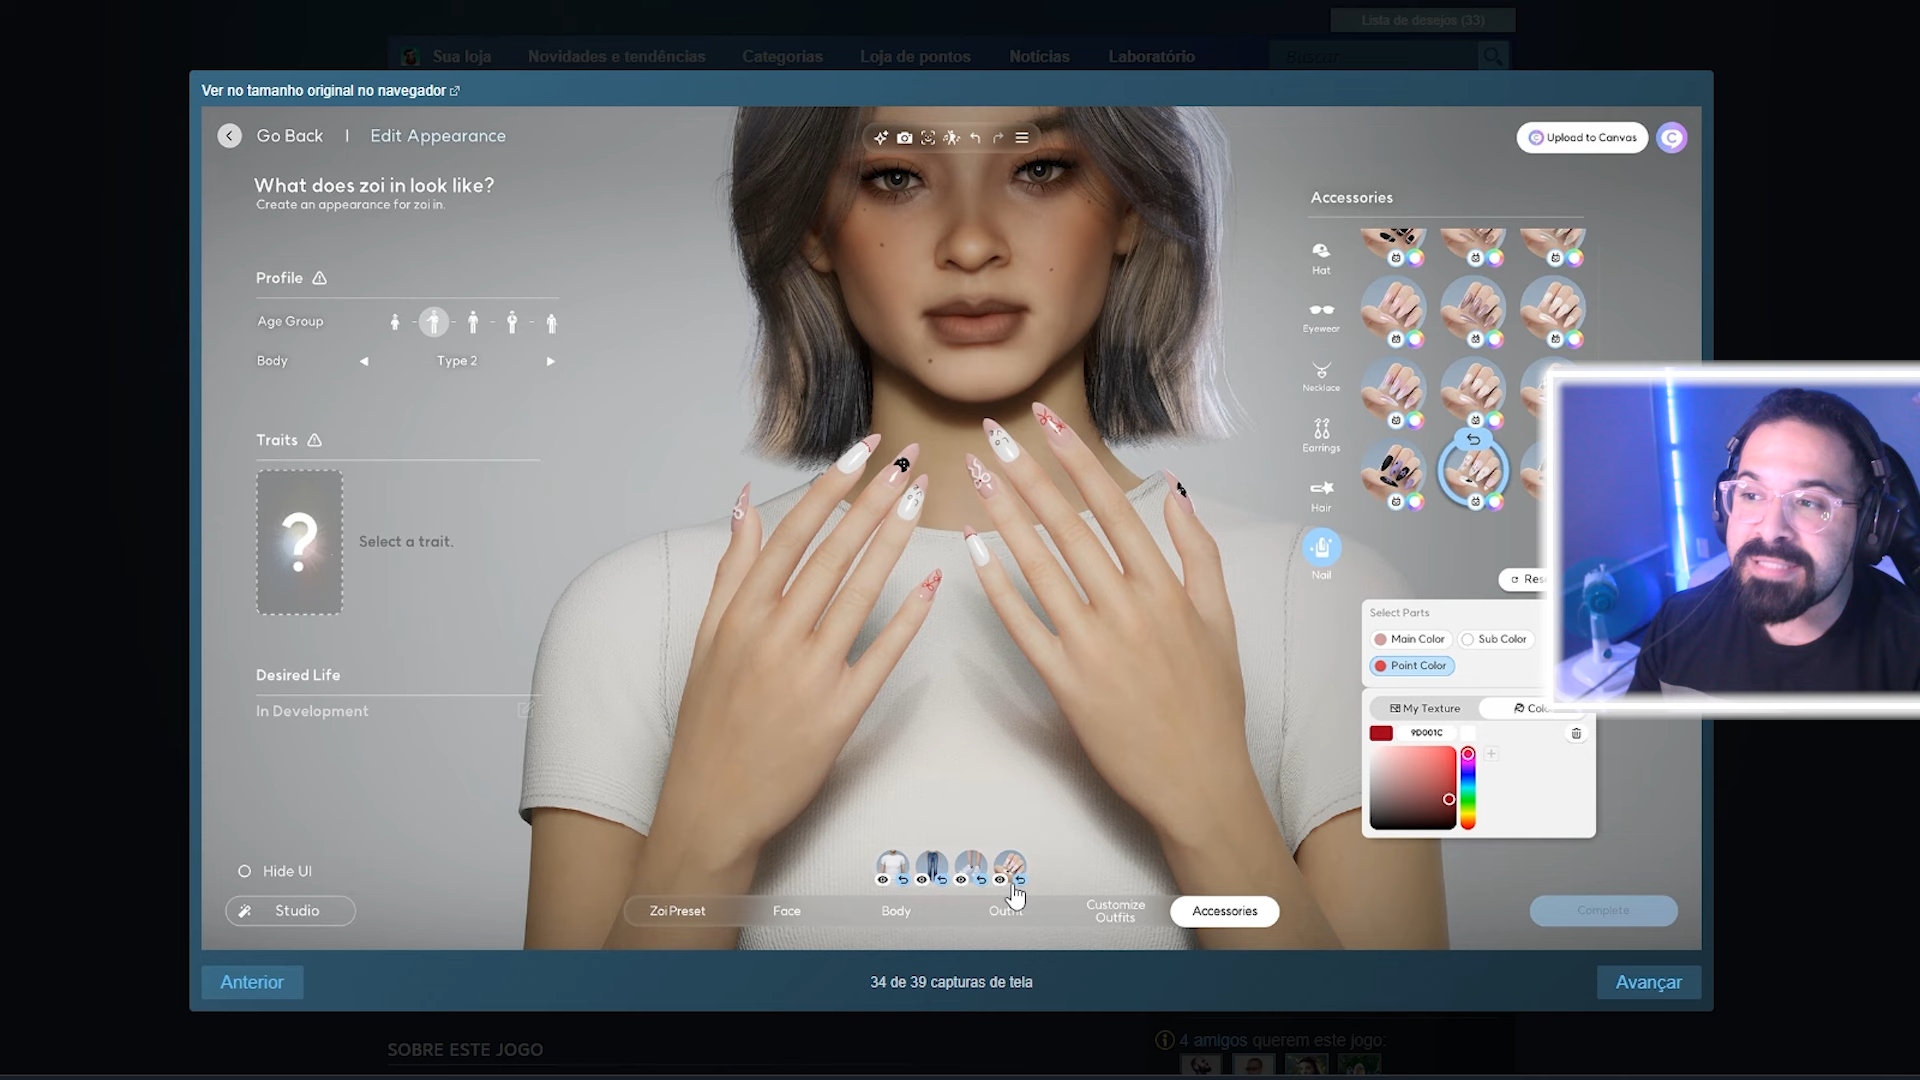 Lista de desejos (33)
Sua loja
Novidades e tendências
Categorias
Loja de pontos
Notícias
Laboratório
Buscar
Ver no tamanho original no navegador
Go Back | Edit Appearance
Upload to Canvas
What does zoi in look like?
Create an appearance for zoi in.
Accessories
Profile
Age Group
Body
Type 2
Traits
?
Select a trait.
Desired Life
In Development
Hat
Eyewear
Necklace
Earrings
Hair
Nail
Select Parts
Main Color
Sub Color
Point Color
My Texture
9D001C
Hide UI
Studio
Zoi Preset
Face
Body
Outfit
Customize
Outfits
Accessories
Complete
Anterior
34 de 39 capturas de tela
Avançar
SOBRE ESTE JOGO
4 amigos querem este jogo: